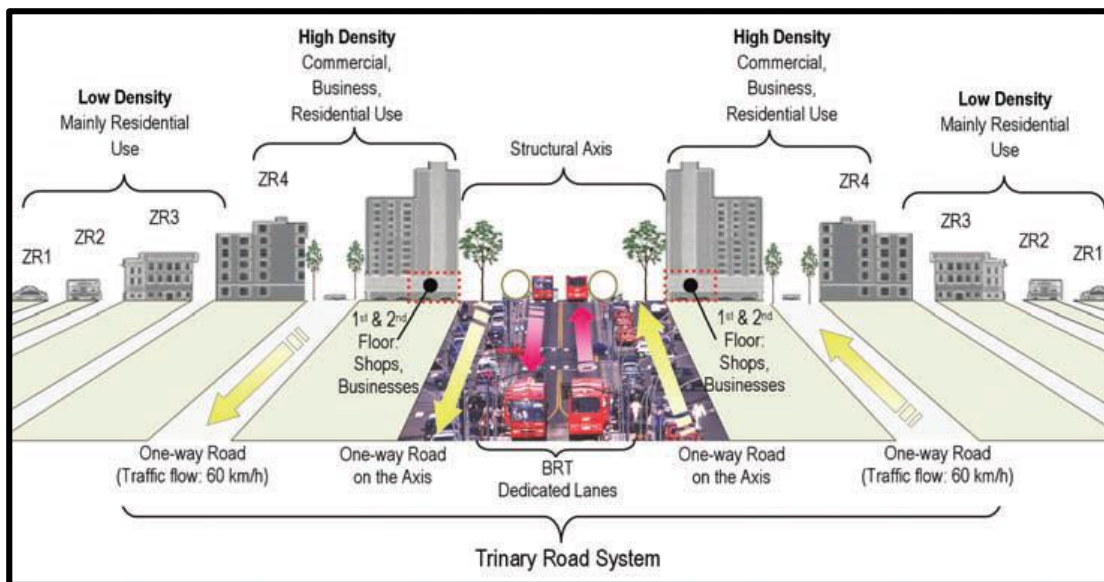 High Density
Commercial,
Business,
Residential Use
High Density
Commercial,
Business,
Residential Use
Low Density
Mainly Residential
Use
Low Density
Mainly Residential
Use
Structural Axis
ZR4
ZR4
ZR3
ZR3
ZR2
ZR2
ZR1
ZR1
1st & 2nd
Floor:
Shops,
Businesses
1st & 2nd
Floor:
Shops,
Businesses
One-way Road
(Traffic flow: 60 km/h)
One-way Road
on the Axis
BRT
Dedicated Lanes
One-way Road
on the Axis
One-way Road
(Traffic flow: 60 km/h)
Trinary Road System